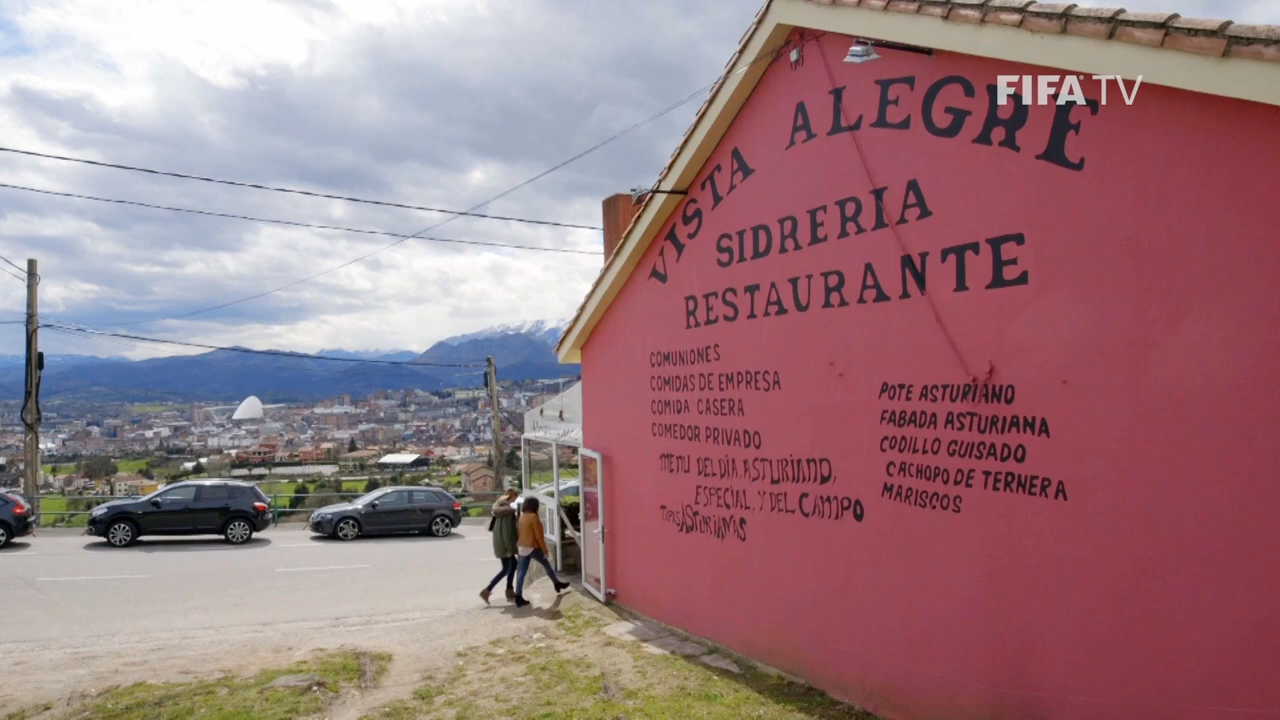 FIFA TV
VISTA ALEGRE
SIDRERIA
RESTAURANTE
COMUNIONES
COMIDAS DE EMPRESA
COMIDA CASERA
COMEDOR PRIVADO
MENU DEL DIA, ASTURIANO,
ESPECIAL, Y DEL CAMPO
TAPAS ASTURIANAS
POTE ASTURIANO
FABADA ASTURIANA
CODILLO GUISADO
CACHOPO DE TERNERA
MARISCOS